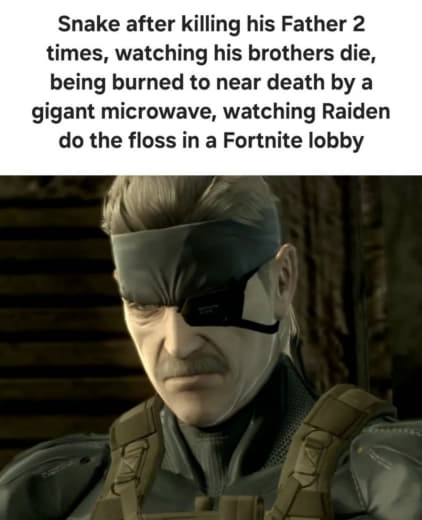 Snake after killing his Father 2
times, watching his brothers die,
being burned to near death by a
gigant microwave, watching Raiden
do the floss in a Fortnite lobby